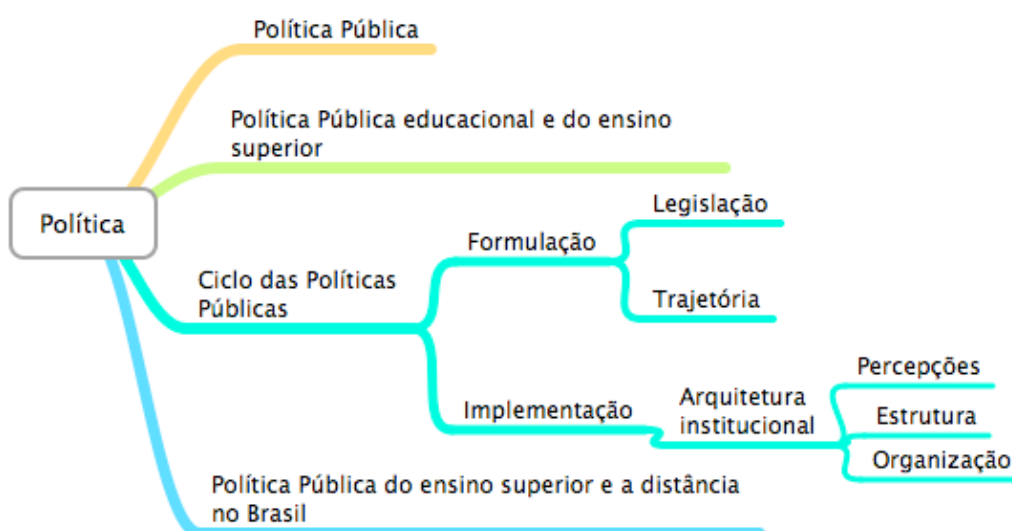 Política Pública
Política Pública educacional e do ensino
superior
Política
Ciclo das Políticas
Públicas
Formulação
Legislação
Trajetória
Implementação
Arquitetura
institucional
Percepções
Estrutura
Organização
Política Pública do ensino superior e a distância
no Brasil